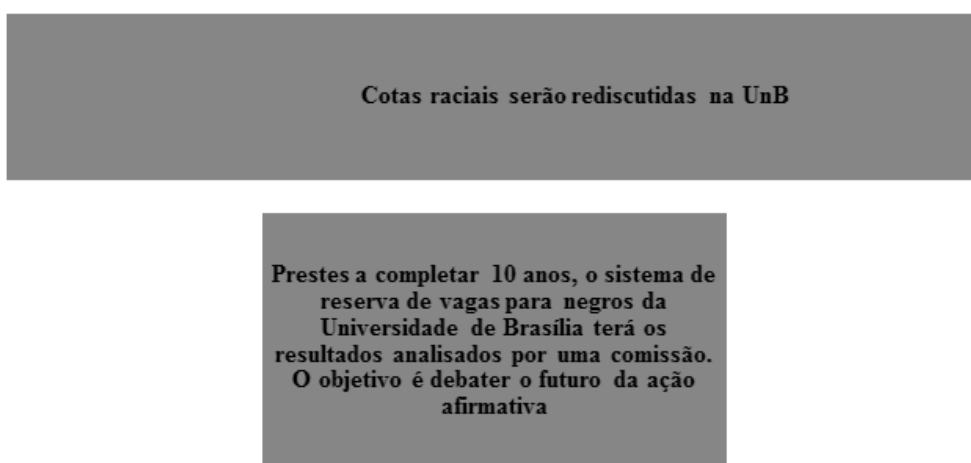 Cotas raciais serão rediscutidas na UnB
Prestes a completar 10 anos, o sistema de
reserva de vagas para negros da
Universidade de Brasília terá os
resultados analisados por uma comissão.
O objetivo é debater o futuro da ação
afirmativa